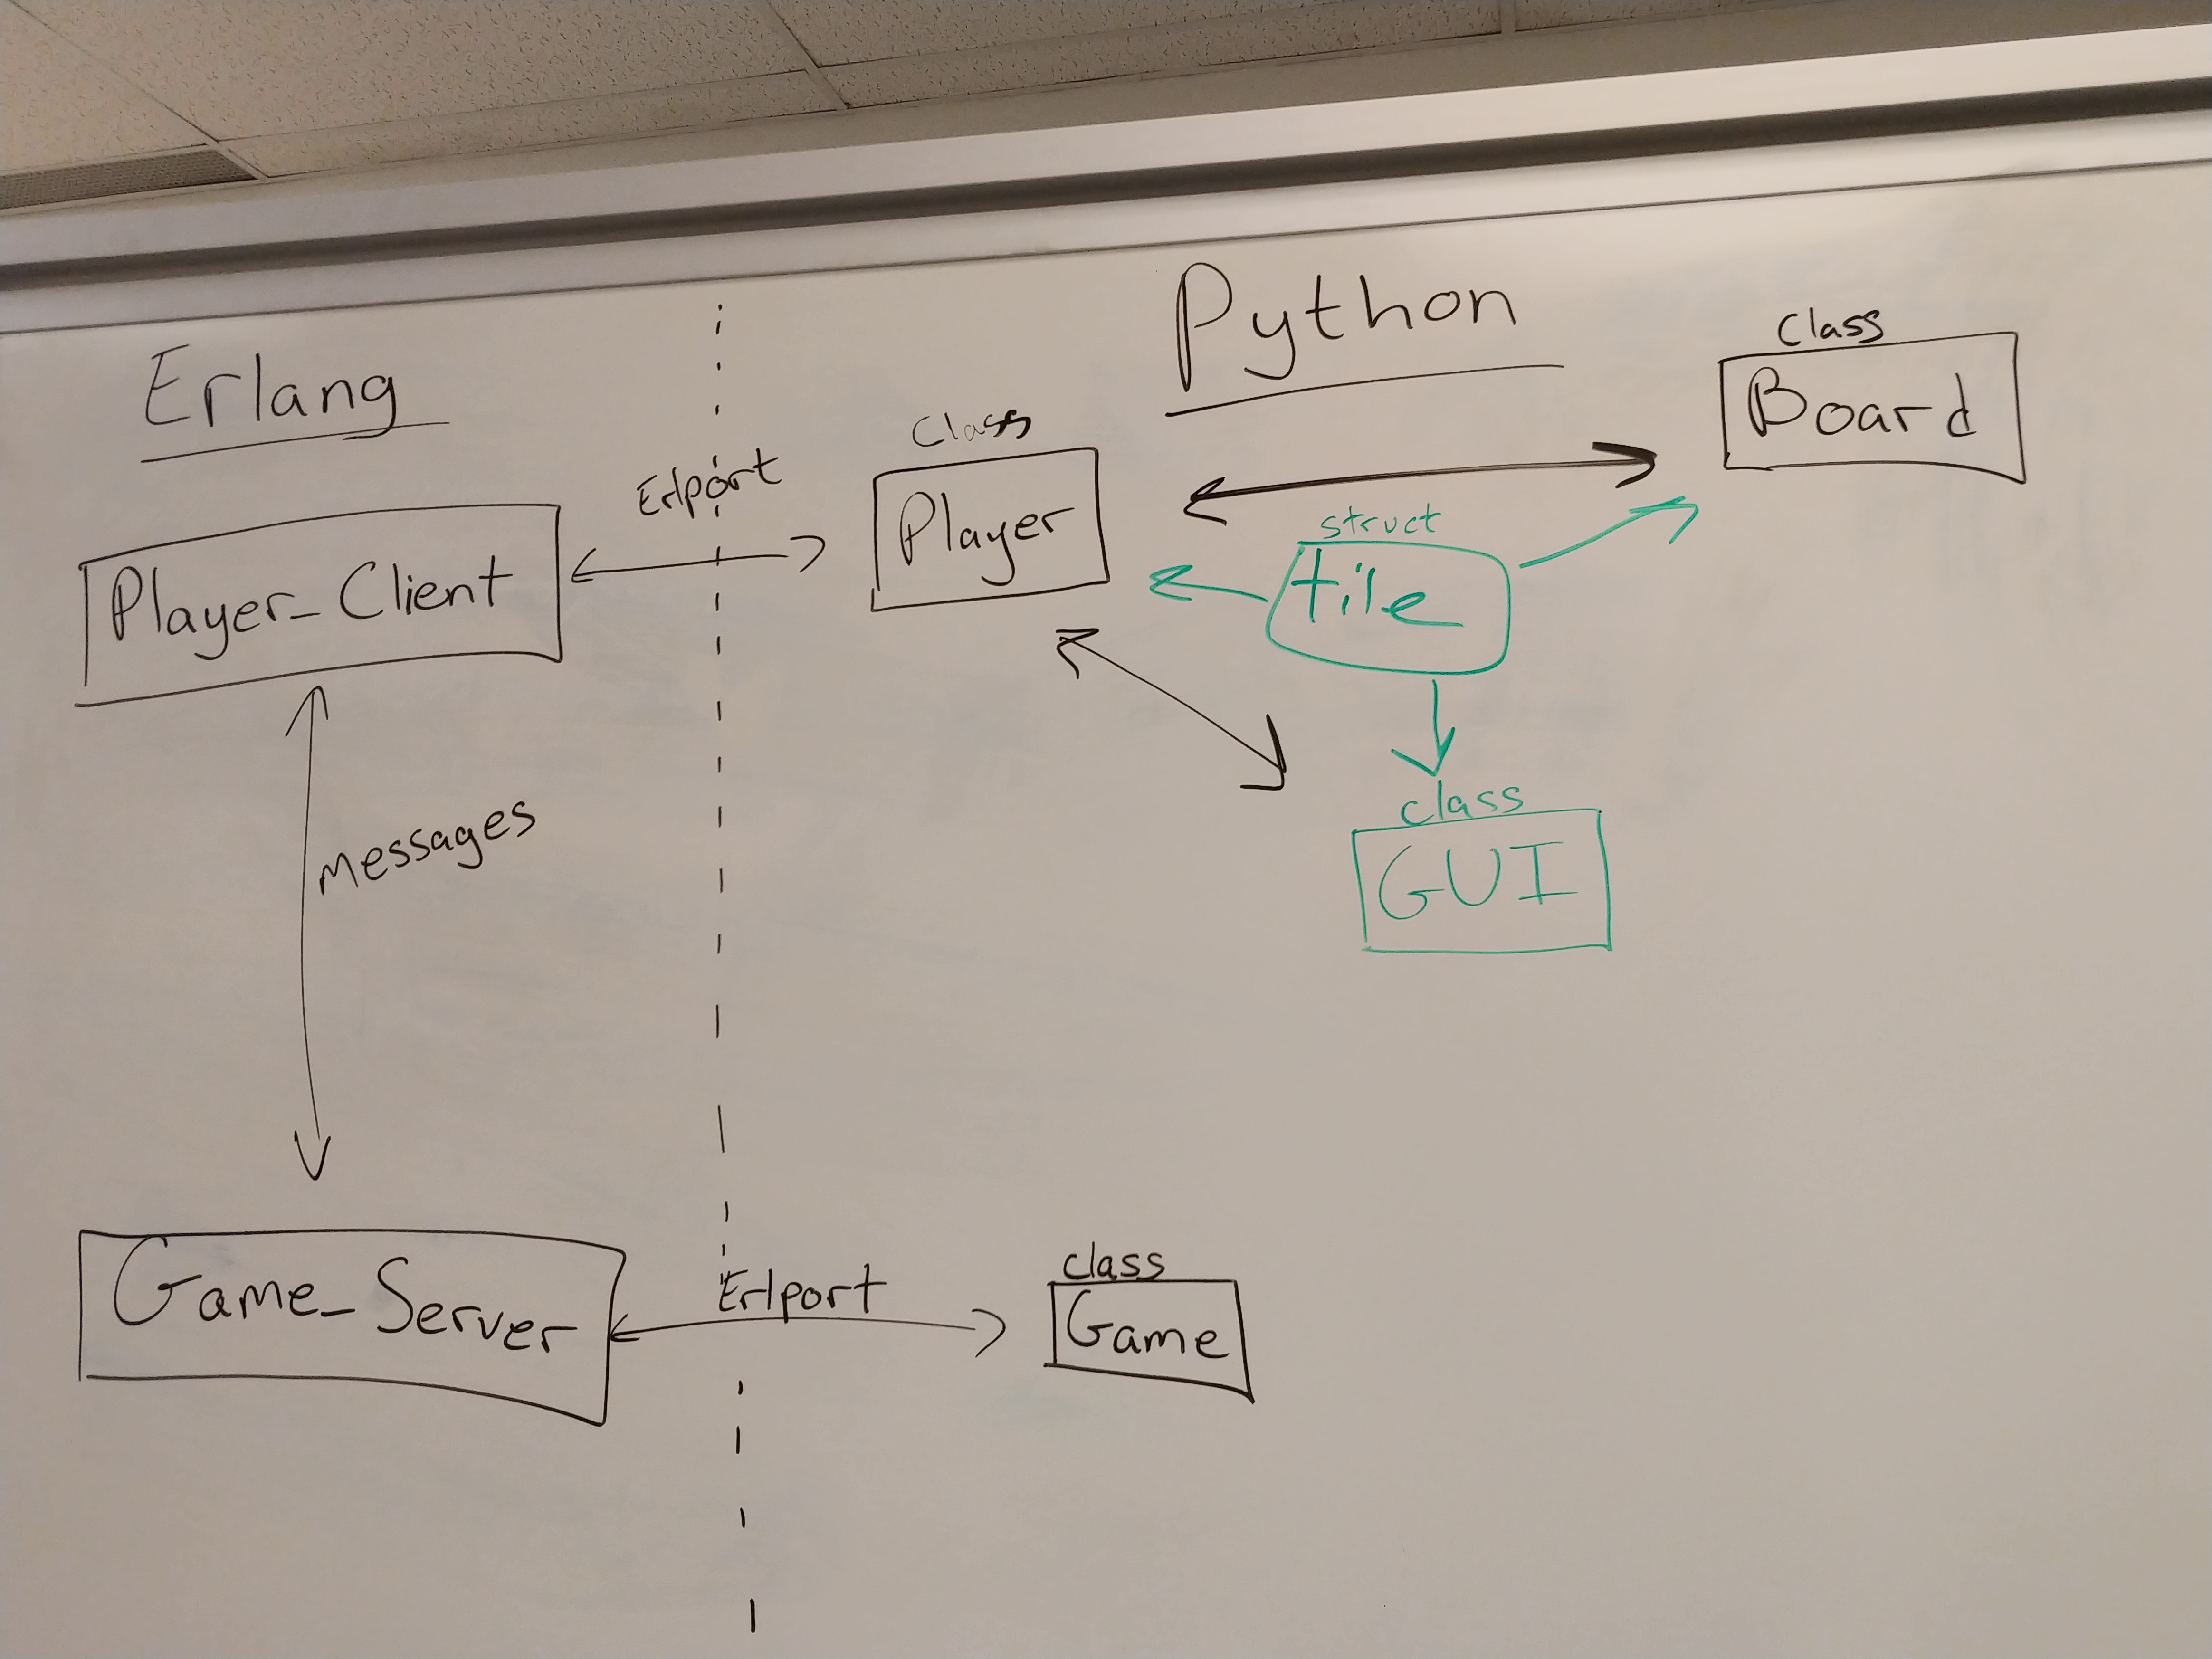 Erlang
Python
Class
Board
Class
Player
Erlport
Player_Client
struct
tile
messages
class
GUI
Game_Server
Erlport
class
Game